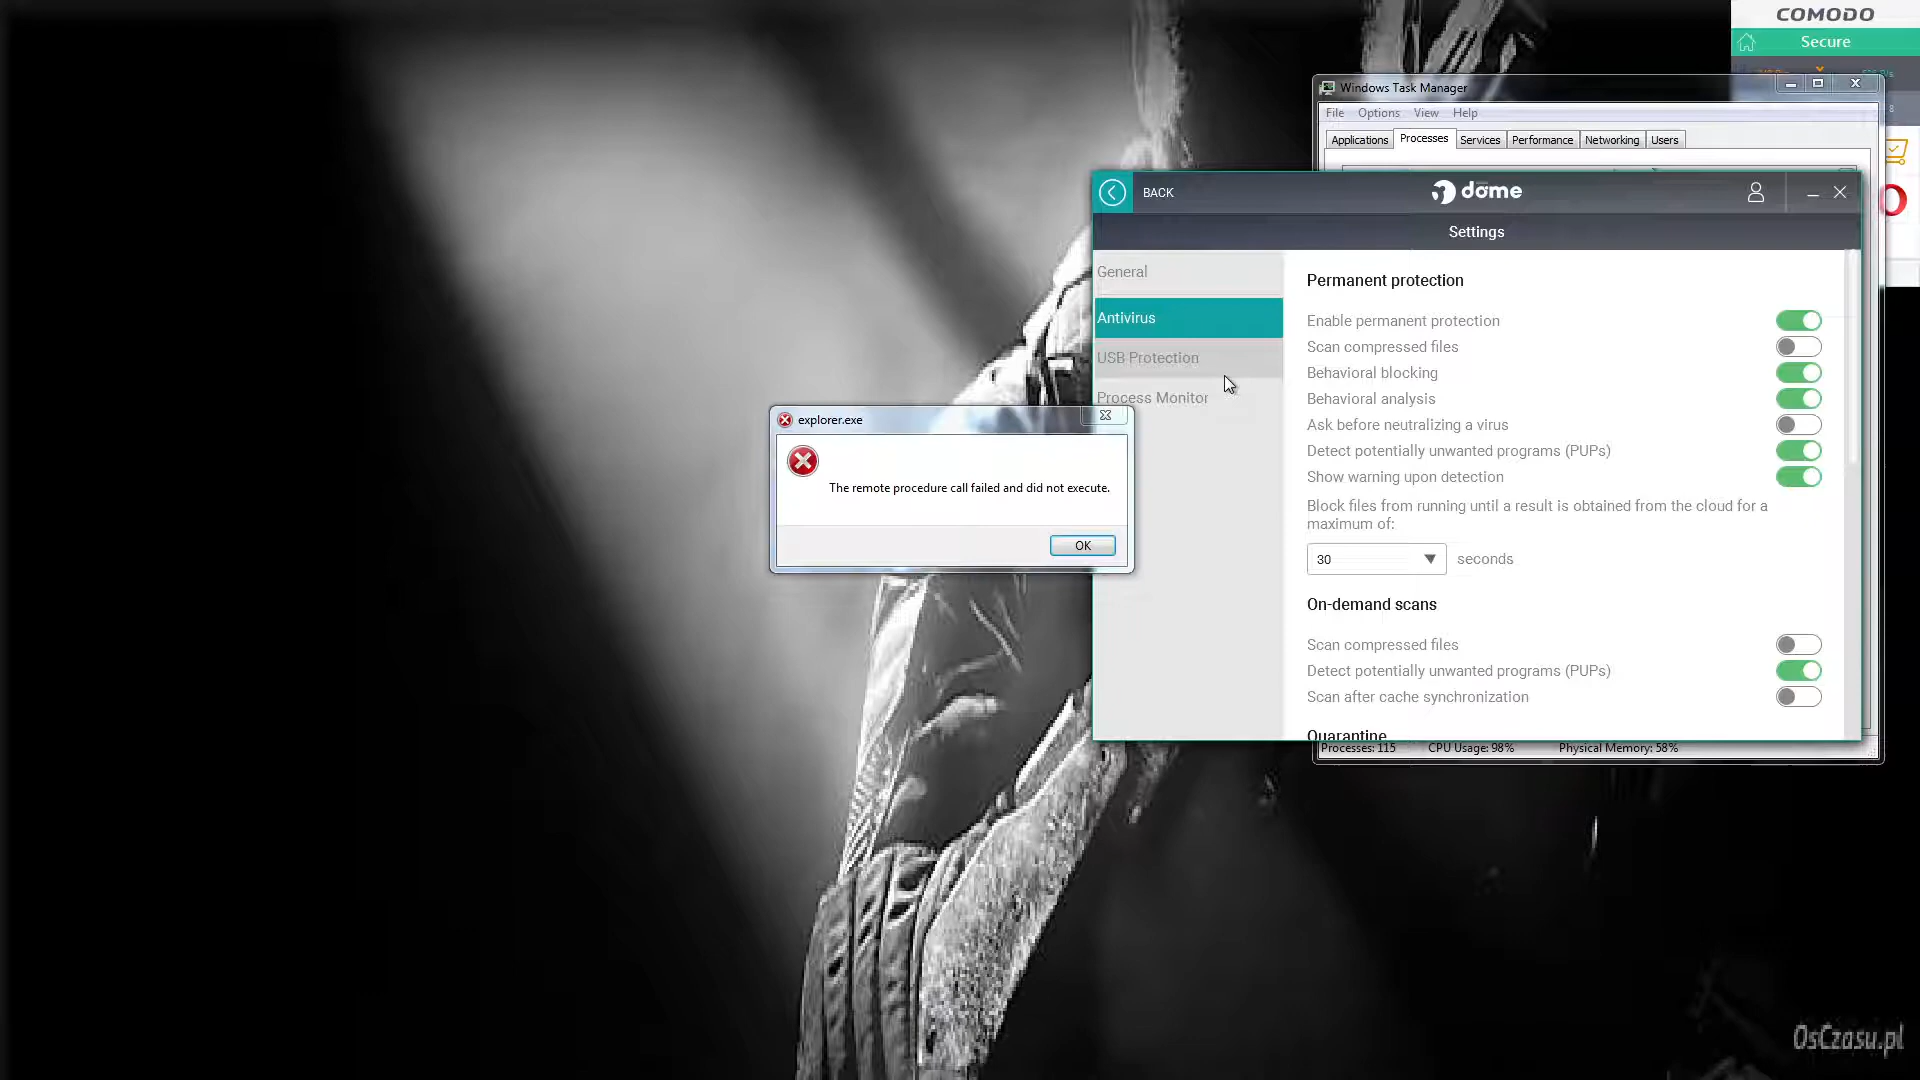 COMODO
Secure
Windows Task Manager
File Options View Help
Applications Processes Services Performance Networking Users
BACK
dome
Settings
General
Antivirus
USB Protection
Process Monitor
Permanent protection
Enable permanent protection
Scan compressed files
Behavioral blocking
Behavioral analysis
Ask before neutralizing a virus
Detect potentially unwanted programs (PUPs)
Show warning upon detection
Block files from running until a result is obtained from the cloud for a
maximum of:
30 seconds
On-demand scans
Scan compressed files
Detect potentially unwanted programs (PUPs)
Scan after cache synchronization
Quarantine
explorer.exe
The remote procedure call failed and did not execute.
OK
Processes: 115 CPU Usage: 98% Physical Memory: 58%
OsCzasu.pl